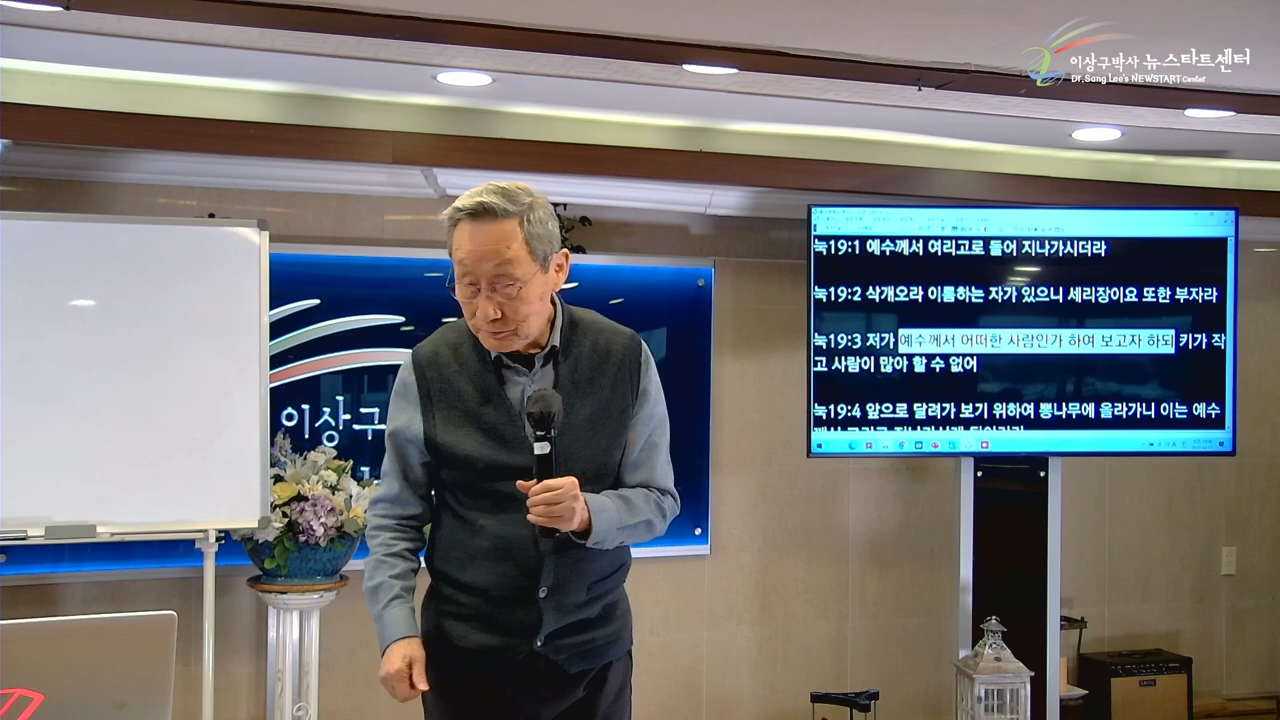 이상구박사 뉴스타트센터
Dr. Sang Lee's NEWSTART Center
눅19:1 예수께서 여리고로 들어 지나가시더라
눅19:2 삭개오라 이름하는 자가 있으니 세리장이요 또한 부자라
눅19:3 저가 예수께서 어떠한 사람인가 하여 보고자 하되 키가 작
고 사람이 많아 할 수 없어
눅19:4 앞으로 달려가 보기 위하여 뽕나무에 올라가니 이는 예수
이상구